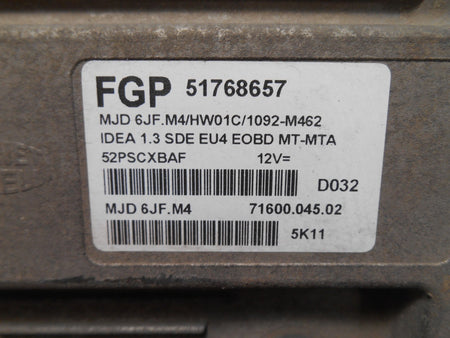 FGP 51768657
MJD 6JF.M4/HW01C/1092-M462
IDEA 1.3 SDE EU4 EOBD MT-MTA
52PSCXBAF 12V=
D032
MJD 6JF.M4 71600.045.02
5K11